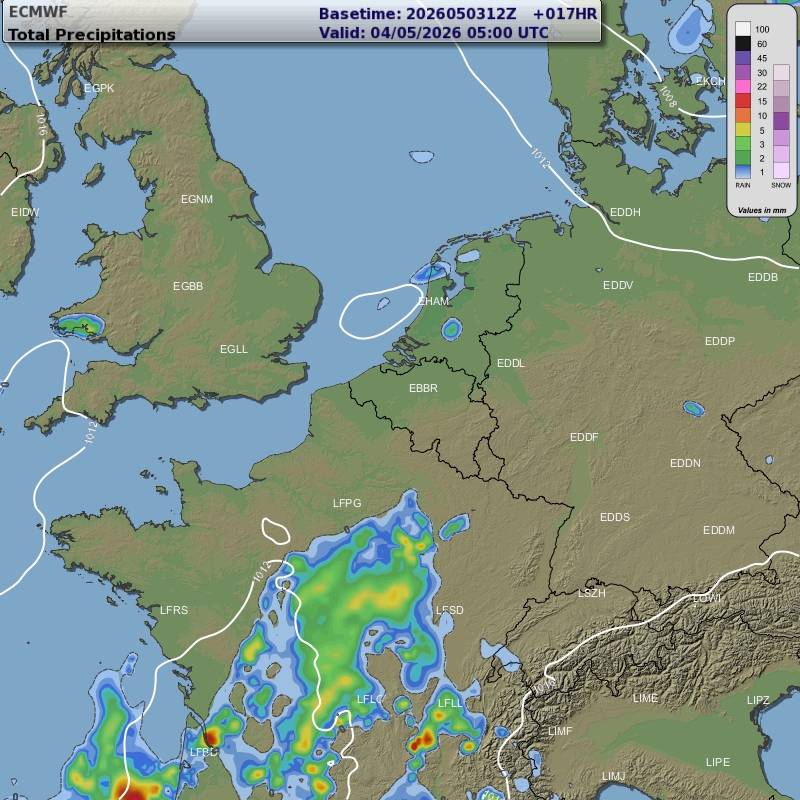 ECMWF
Basetime: 2026050312Z +017HR
Total Precipitations
Valid: 04/05/2026 05:00 UTC
100
60
45
30
22
15
10
5
3
2
1
RAIN
SNOW
Values in mm
EGPK
EKCH
1008
1016
1012
EIDW
EGNM
EDDH
EGBB
EHAM
EDDV
EDDB
EGLL
EDDP
EDDL
EBBR
1012
EDDF
EDDN
LFPG
EDDS
EDDM
1012
LFRS
LFSD
LSZH
LOWI
LFLC
LFLL
LIME
LIPZ
LFBD
LIMF
LIPE
LIMJ